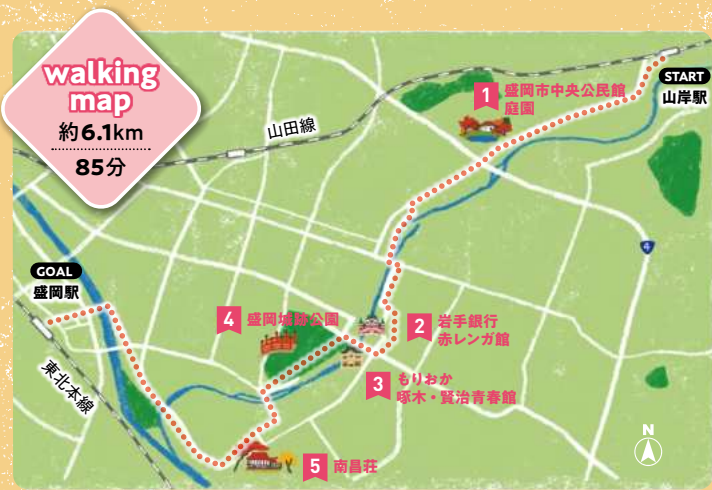 walking
map
約6.1km
85分
START
山岸駅
1 盛岡市中央公民館
庭園
山田線
4
GOAL
盛岡駅
4 盛岡城跡公園
2 岩手銀行
赤レンガ館
東北本線
3 もりおか
啄木・賢治青春館
5 南昌荘
N